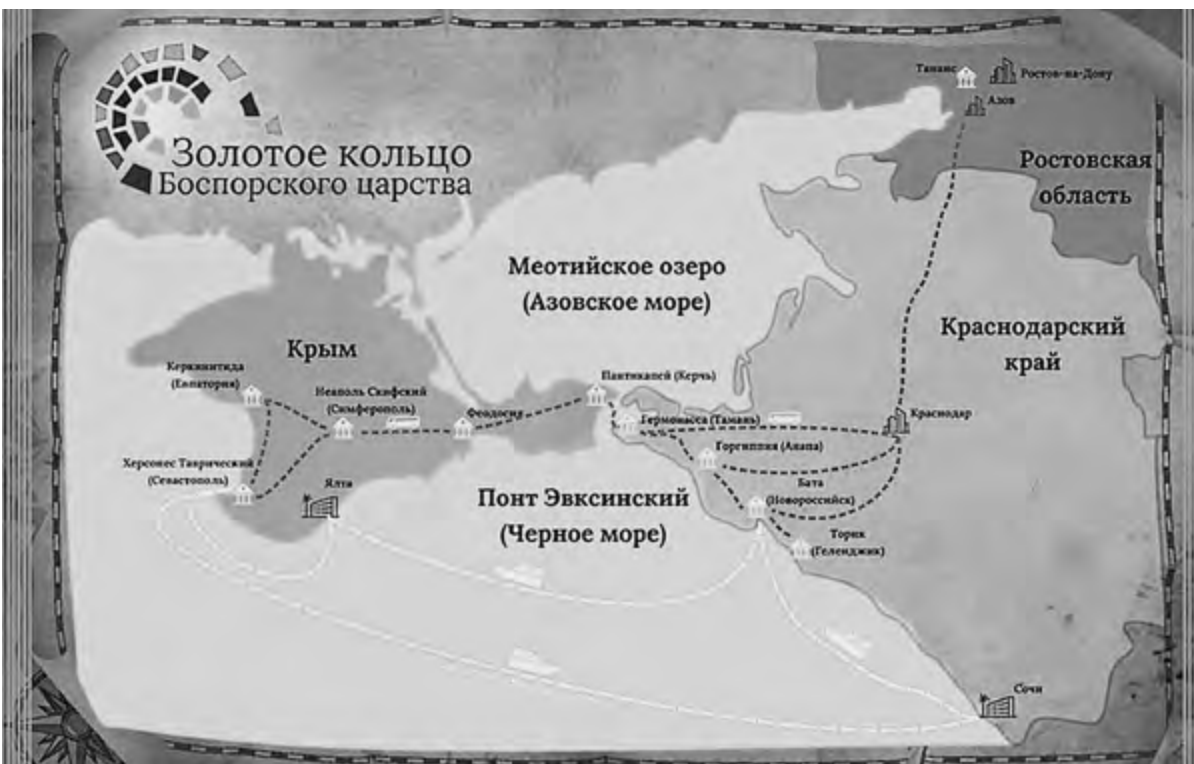 Золотое кольцо
Боспорского царства
Танаис
Ростов-на-Дону
Азов
Ростовская
область
Меотийское озеро
(Азовское море)
Краснодарский
край
Крым
Керкинитида
(Евпатория)
Неаполь Скифский
(Симферополь)
Феодосия
Пантикапей (Керчь)
Гермонасса (Тамань)
Краснодар
Горгиппия (Анапа)
Херсонес Таврический
(Севастополь)
Ялта
Бата
(Новороссийск)
Понт Эвксинский
(Черное море)
Торик
(Геленджик)
Сочи